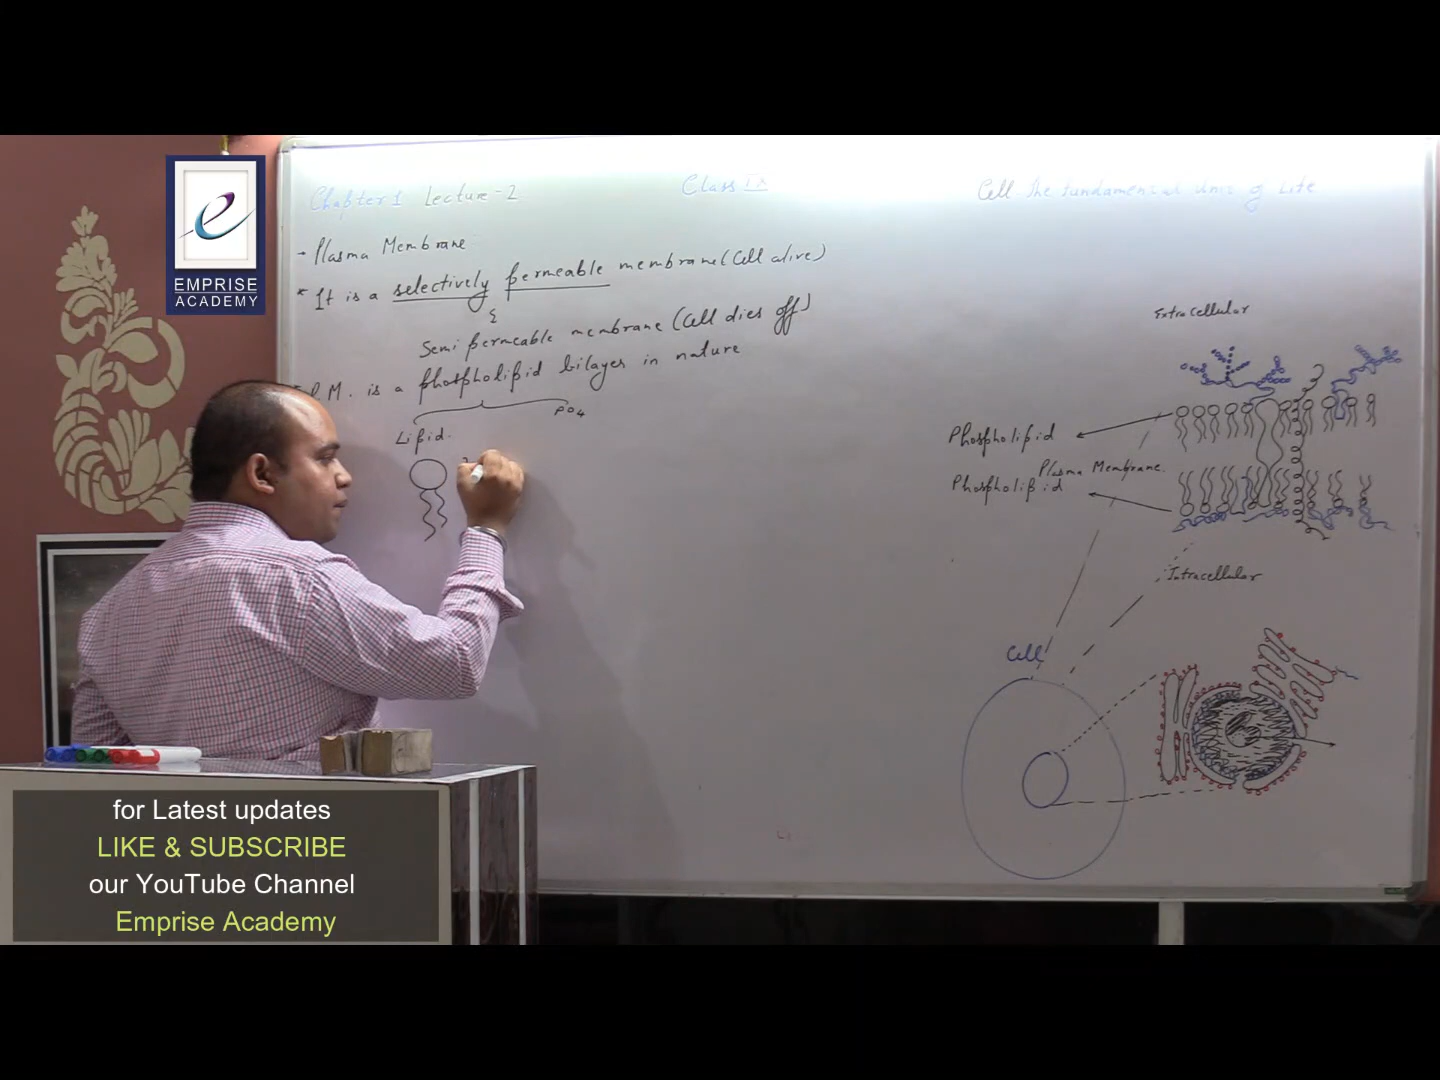 EMPRISE
ACADEMY
Chapter 1 Lecture-2
Class IX
Cell-The Fundamental Unit of Life
→ Plasma Membrane
* It is a selectively permeable membrane (Cell alive)
Semi permeable membrane (Cell dies off)
P.M. is a phospholipid bilayer in nature
Lipid.
PO4
Extracellular
Phospholipid
Plasma Membrane.
Phospholipid
Intracellular
Cell
for Latest updates
LIKE & SUBSCRIBE
our YouTube Channel
Emprise Academy